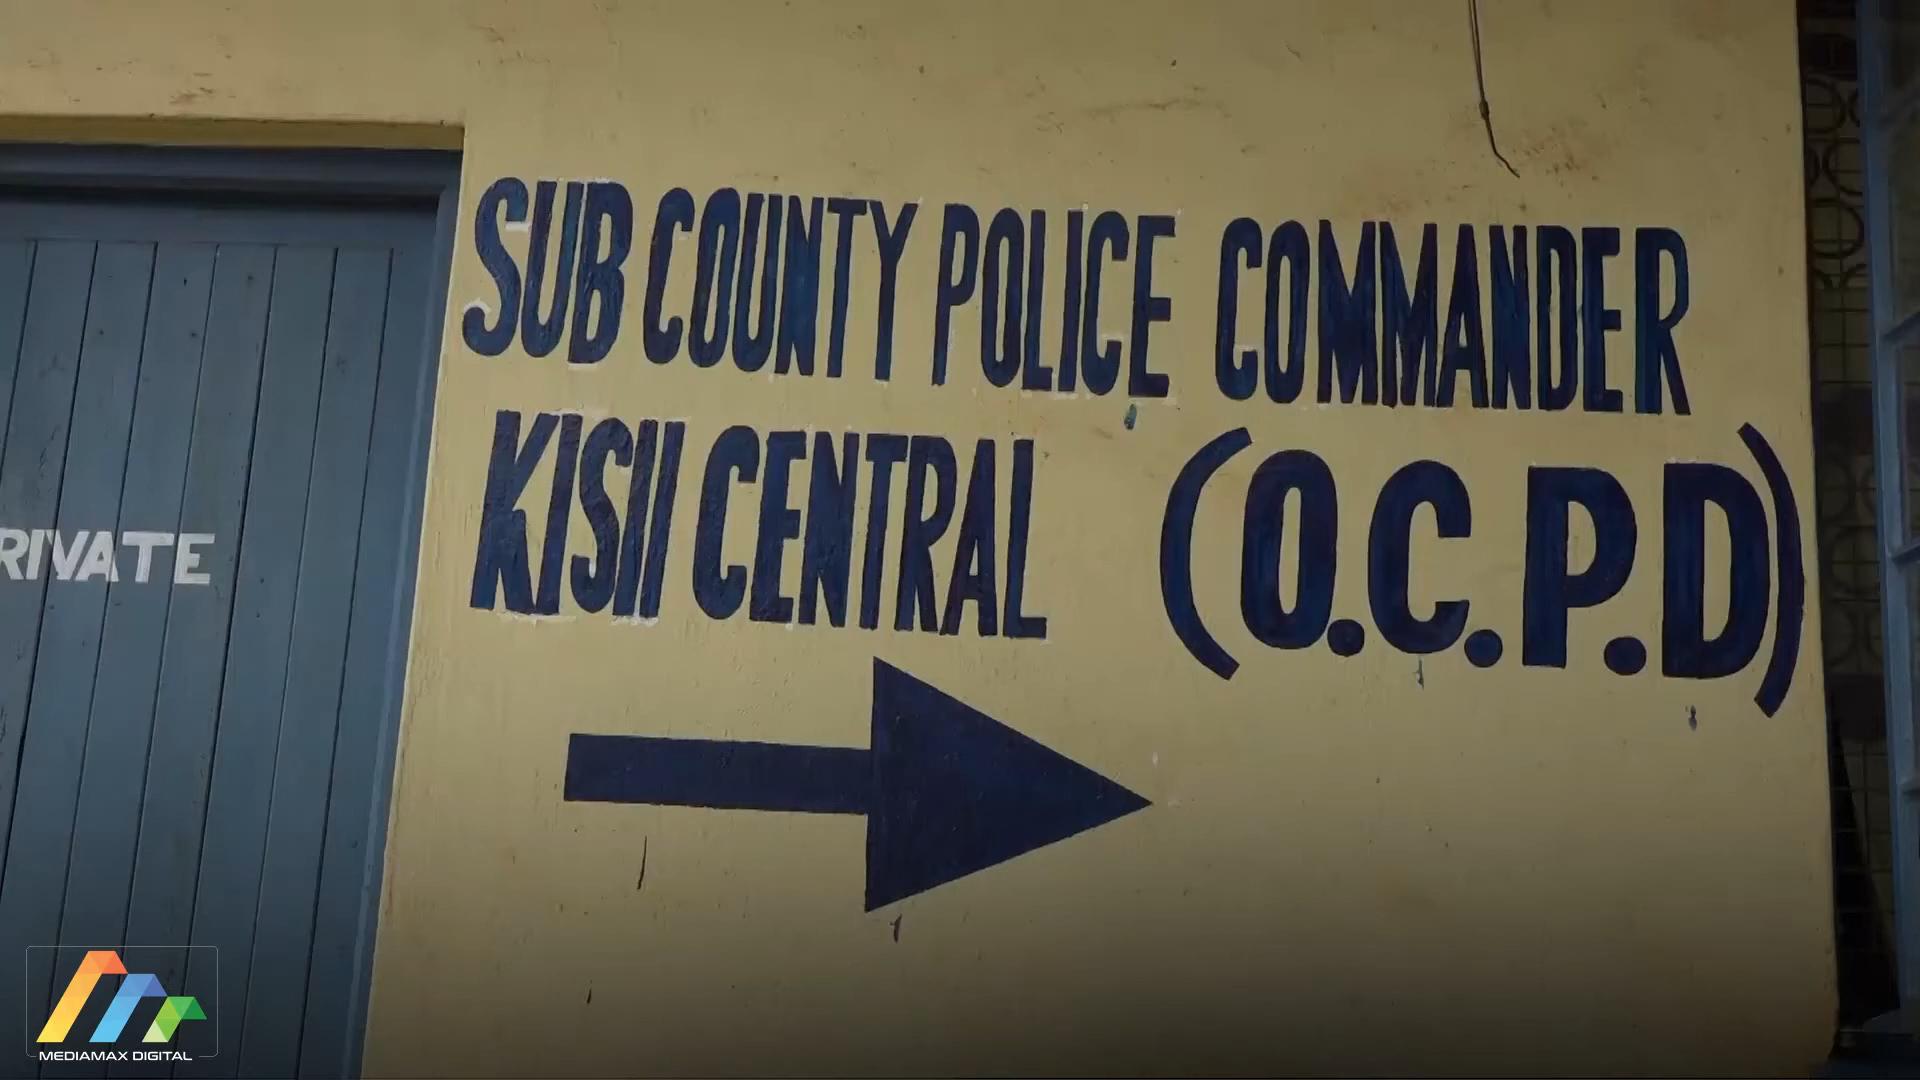 SUB COUNTY POLICE COMMANDER
KISII CENTRAL (O.C.P.D)
RIVATE
MEDIAMAX DIGITAL